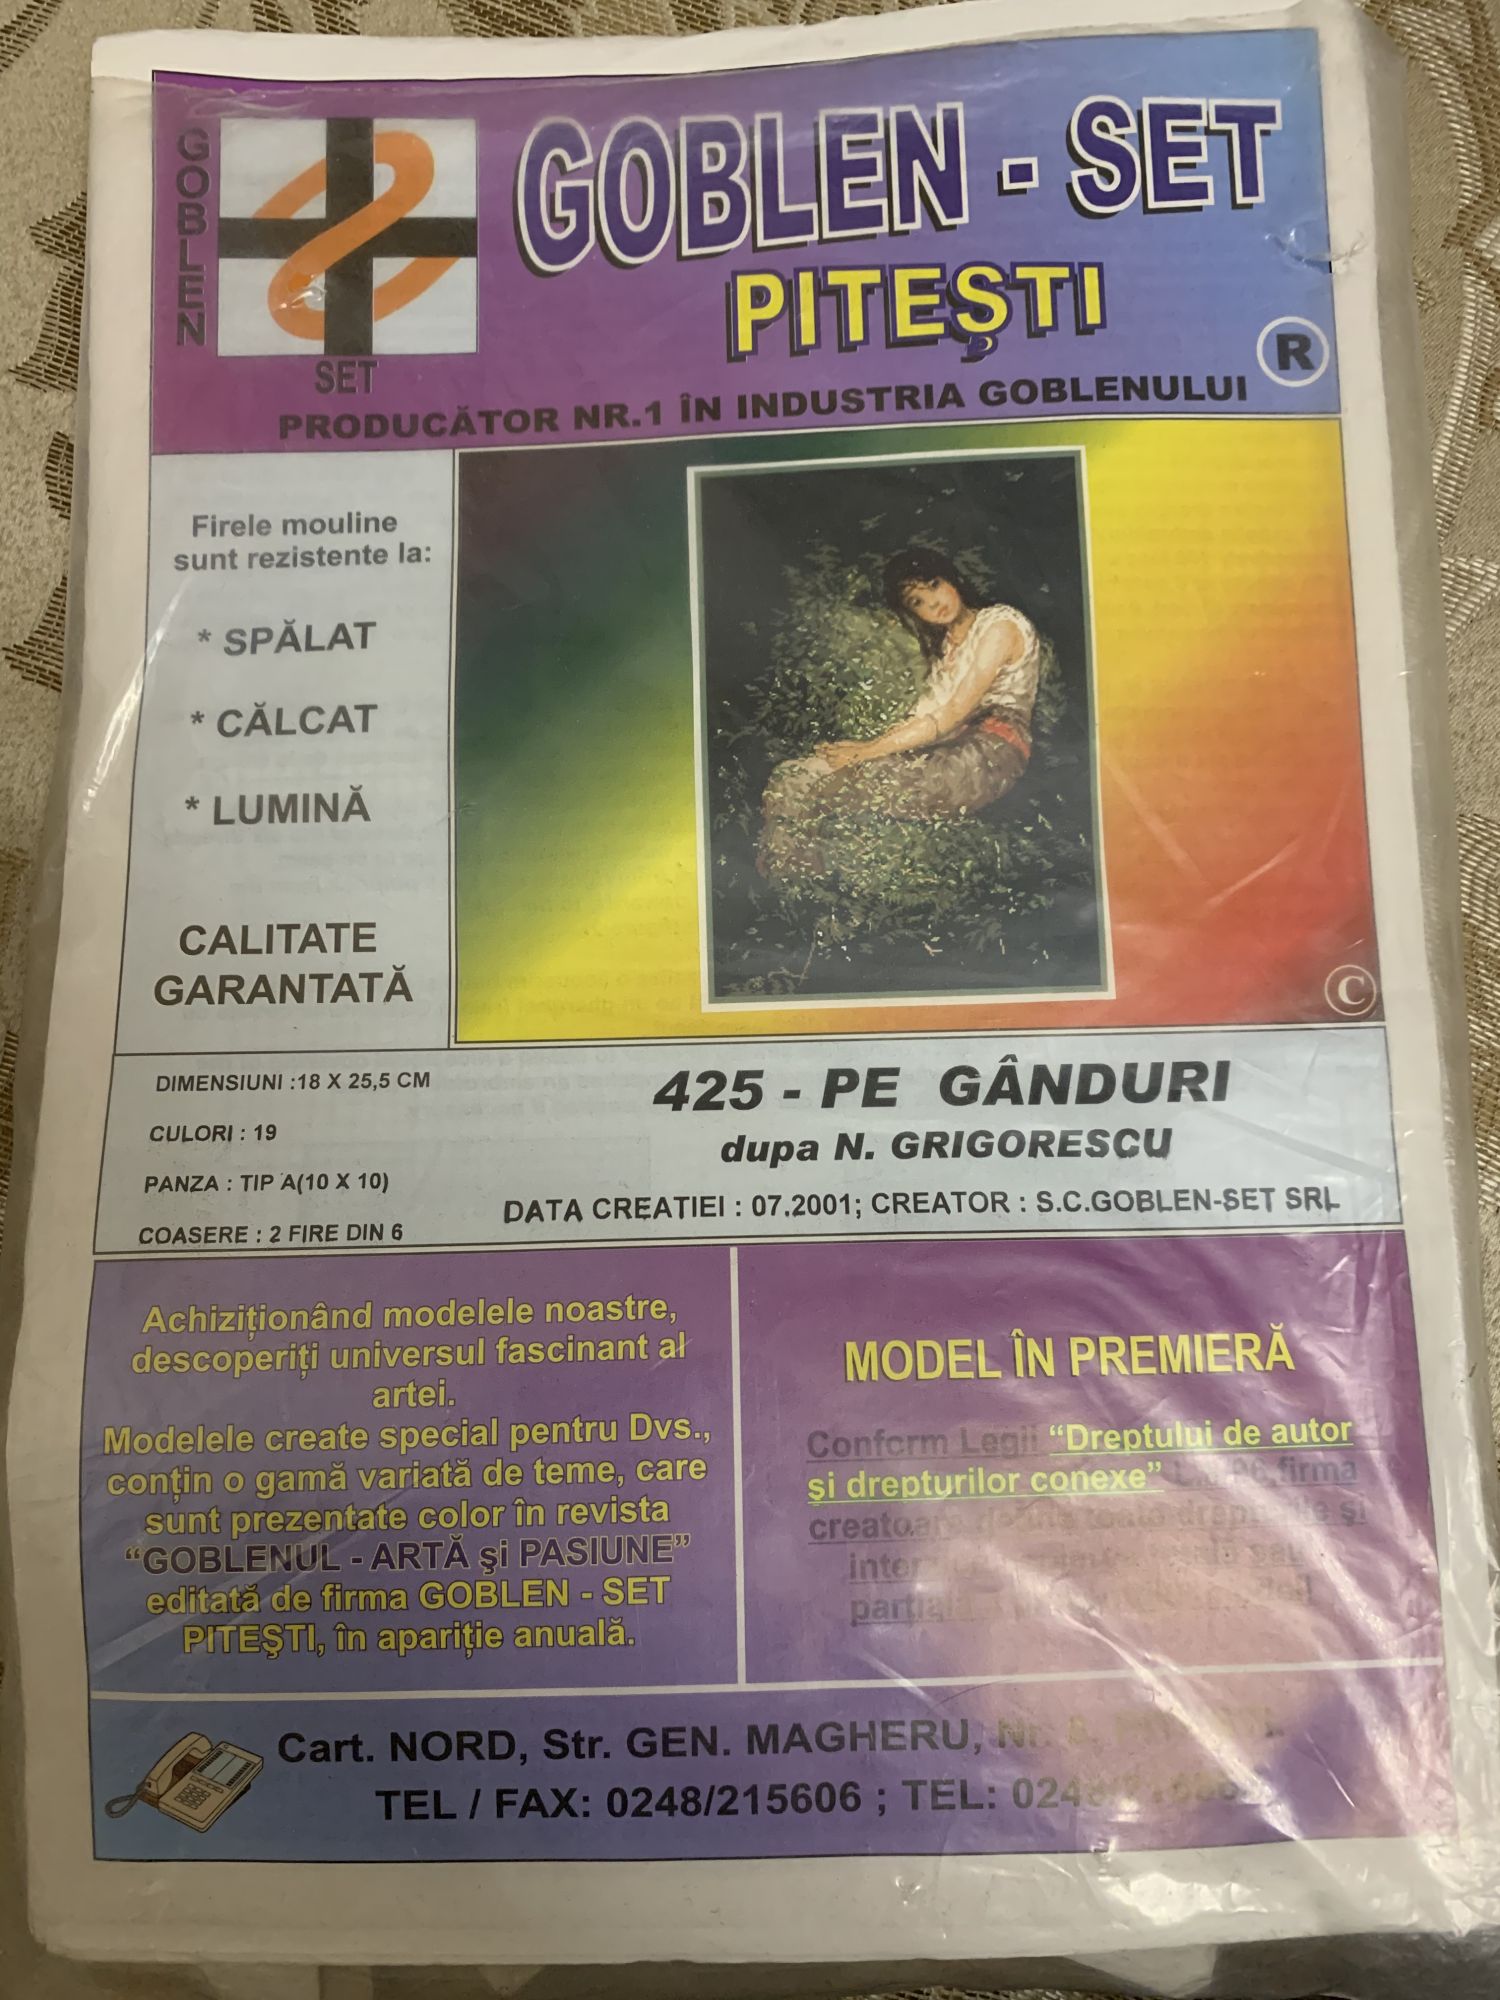 GOBLEN
SET
GOBLEN - SET
PITEŞTI
R
PRODUCĂTOR NR.1 ÎN INDUSTRIA GOBLENULUI
Firele mouline
sunt rezistente la:
* SPĂLAT
* CĂLCAT
* LUMINĂ
CALITATE
GARANTATĂ
C
DIMENSIUNI :18 X 25,5 CM
CULORI : 19
PANZA : TIP A(10 X 10)
COASERE : 2 FIRE DIN 6
425 - PE GÂNDURI
dupa N. GRIGORESCU
DATA CREATIEI : 07.2001; CREATOR : S.C.GOBLEN-SET SRL
Achiziţionând modelele noastre,
descoperiţi universul fascinant al
artei.
Modelele create special pentru Dvs.,
conţin o gamă variată de teme, care
sunt prezentate color în revista
“GOBLENUL - ARTĂ şi PASIUNE”
editată de firma GOBLEN - SET
PITEŞTI, în apariţie anuală.
MODEL ÎN PREMIERĂ
Conform Legii “Dreptului de autor
şi drepturilor conexe” firma
şi
Cart. NORD, Str. GEN. MAGHERU,
TEL / FAX: 0248/215606 ; TEL: